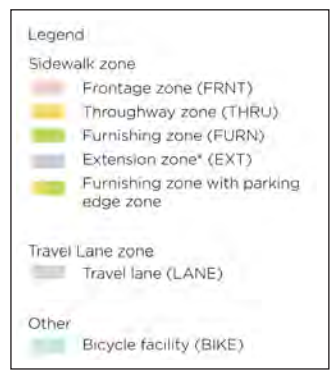 Legend
Sidewalk zone
Frontage zone (FRNT)
Throughway zone (THRU)
Furnishing zone (FURN)
Extension zone* (EXT)
Furnishing zone with parking
edge zone
Travel Lane zone
Travel lane (LANE)
Other
Bicycle facility (BIKE)